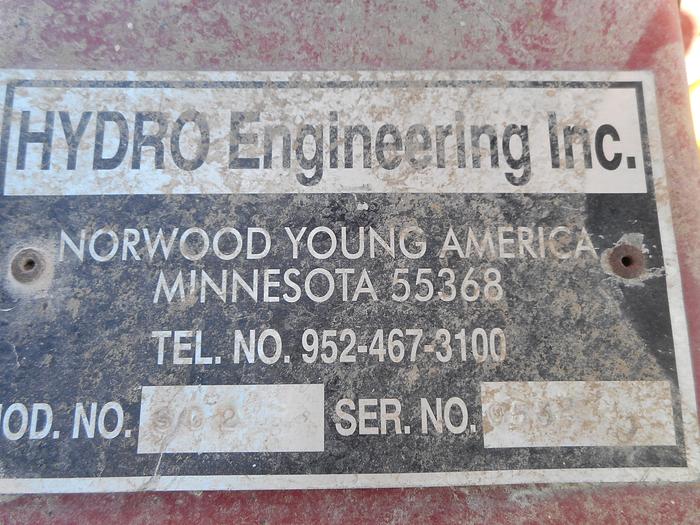 HYDRO Engineering Inc.
NORWOOD YOUNG AMERICA
MINNESOTA 55368
TEL. NO. 952-467-3100
MOD. NO. SER. NO.